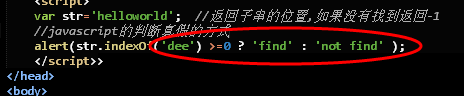 <script>
var str='helloworld';  //返回子串的位置,如果没有找到返回-1
//javascript的判断真假的方式
alert(str.indexOf('dee') >=0 ? 'find' : 'not find' );
</script>>
</head>
<body>